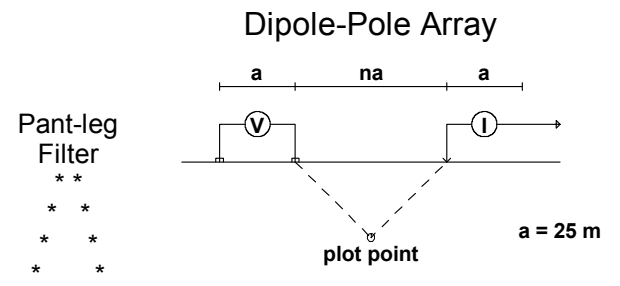 Dipole-Pole Array
a na a
V I
Pant-leg
Filter
* *
* *
* *
* *
plot point
a = 25 m